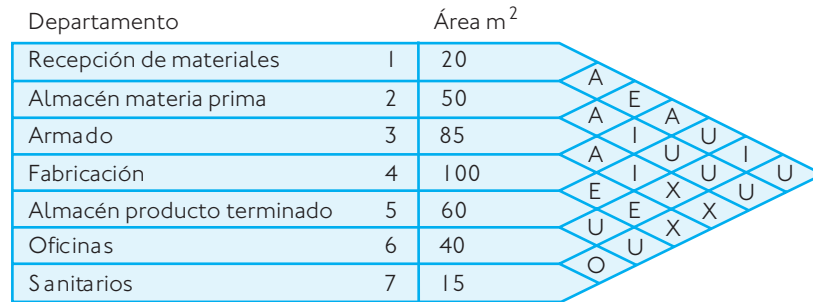 Departamento Área m²
Recepción de materiales 1 20
A
Almacén materia prima 2 50 E
A A
Armado 3 85 I U
A U I
Fabricación 4 100 I U U
E X U
Almacén producto terminado 5 60 E X
U X
Oficinas 6 40 U
O
Sanitarios 7 15